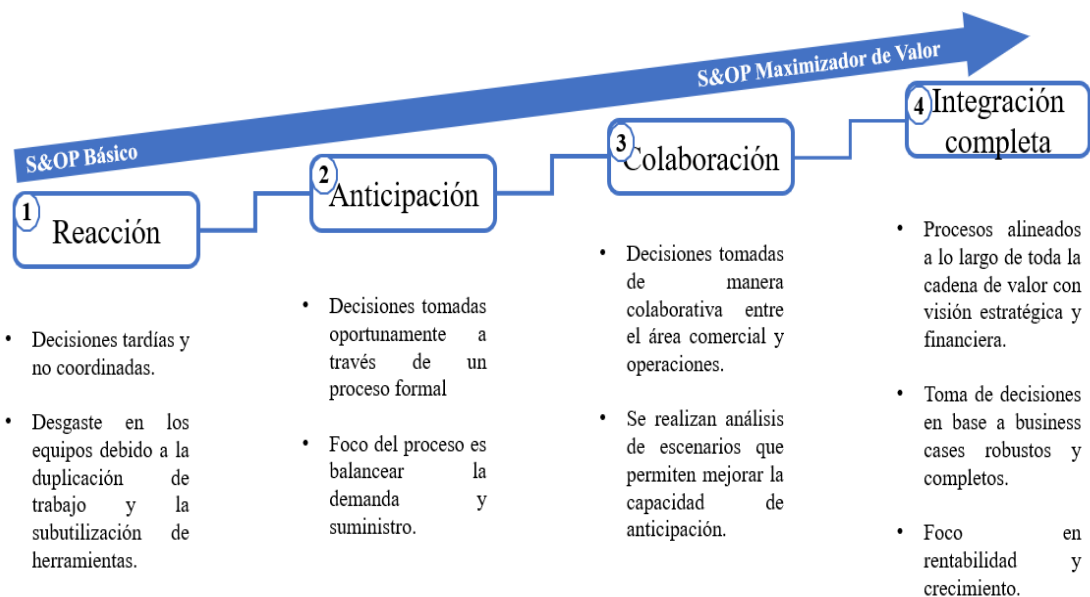 S&OP Maximizador de Valor
S&OP Básico
1
Reacción
• Decisiones tardías y
no coordinadas.
• Desgaste en los
equipos debido a la
duplicación de
trabajo y la
subutilización de
herramientas.
2
Anticipación
• Decisiones tomadas
oportunamente a
través de un
proceso formal
• Foco del proceso es
balancear la
demanda y
suministro.
3
Colaboración
• Decisiones tomadas
de manera
colaborativa entre
el área comercial y
operaciones.
• Se realizan análisis
de escenarios que
permiten mejorar la
capacidad de
anticipación.
4
Integración
completa
• Procesos alineados
a lo largo de toda la
cadena de valor con
visión estratégica y
financiera.
• Toma de decisiones
en base a business
cases robustos y
completos.
• Foco en
rentabilidad y
crecimiento.